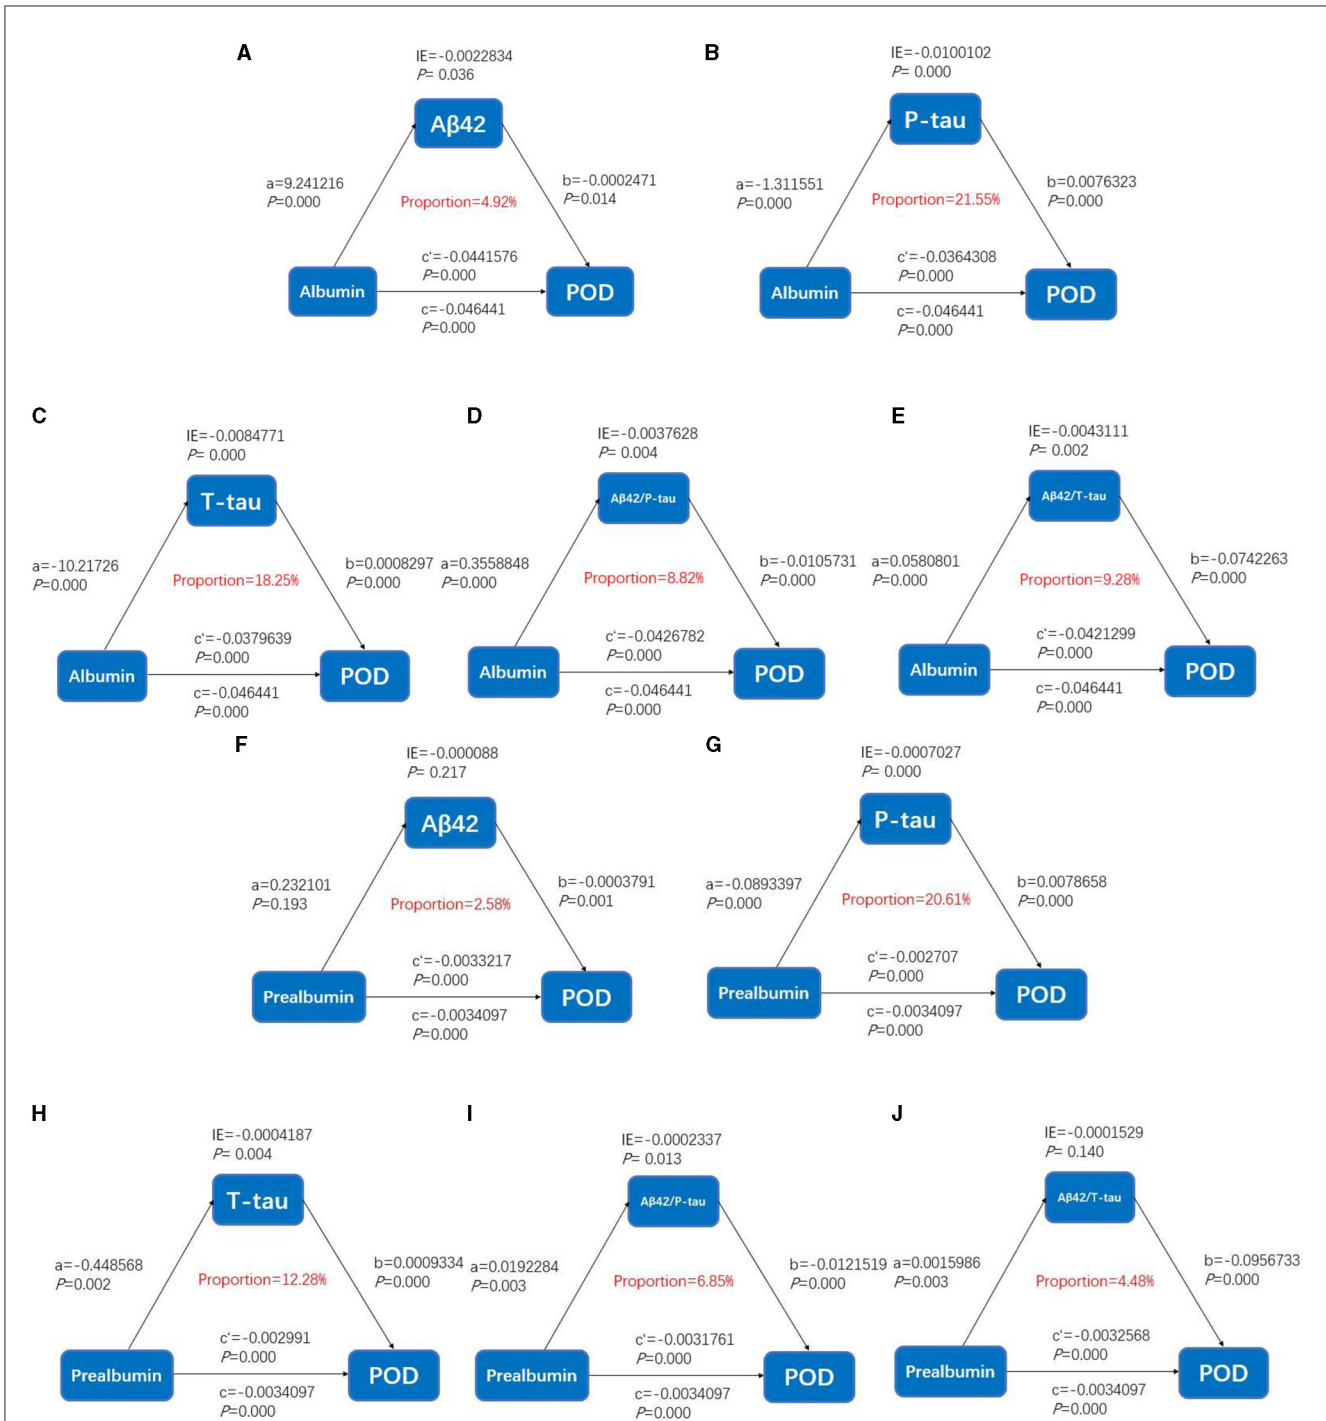 A
IE=-0.0022834
P= 0.036
Aβ42
a=9.241216
P=0.000
b=-0.0002471
P=0.014
Proportion=4.92%
c'=-0.0441576
P=0.000
Albumin
POD
c=-0.046441
P=0.000
B
IE=-0.0100102
P= 0.000
P-tau
a=-1.311551
P=0.000
b=0.0076323
P=0.000
Proportion=21.55%
c'=-0.0364308
P=0.000
Albumin
POD
c=-0.046441
P=0.000
C
IE=-0.0084771
P= 0.000
T-tau
a=-10.21726
P=0.000
b=0.0008297
P=0.000
Proportion=18.25%
c'=-0.0379639
P=0.000
Albumin
POD
c=-0.046441
P=0.000
D
IE=-0.0037628
P= 0.004
Aβ42/P-tau
a=0.3558848
P=0.000
b=-0.0105731
P=0.000
Proportion=8.82%
c'=-0.0426782
P=0.000
Albumin
POD
c=-0.046441
P=0.000
E
IE=-0.0043111
P= 0.002
Aβ42/T-tau
a=0.0580801
P=0.000
b=-0.0742263
P=0.000
Proportion=9.28%
c'=-0.0421299
P=0.000
Albumin
POD
c=-0.046441
P=0.000
F
IE=-0.000088
P= 0.217
Aβ42
a=0.232101
P=0.193
b=-0.0003791
P=0.001
Proportion=2.58%
c'=-0.0033217
P=0.000
Prealbumin
POD
c=-0.0034097
P=0.000
G
IE=-0.0007027
P= 0.000
P-tau
a=-0.0893397
P=0.000
b=0.0078658
P=0.000
Proportion=20.61%
c'=-0.002707
P=0.000
Prealbumin
POD
c=-0.0034097
P=0.000
H
IE=-0.0004187
P= 0.004
T-tau
a=-0.448568
P=0.002
b=0.0009334
P=0.000
Proportion=12.28%
c'=-0.002991
P=0.000
Prealbumin
POD
c=-0.0034097
P=0.000
I
IE=-0.0002337
P= 0.013
Aβ42/P-tau
a=0.0192284
P=0.003
b=-0.0121519
P=0.000
Proportion=6.85%
c'=-0.0031761
P=0.000
Prealbumin
POD
c=-0.0034097
P=0.000
J
IE=-0.0001529
P= 0.140
Aβ42/T-tau
a=0.0015986
P=0.003
b=-0.0956733
P=0.000
Proportion=4.48%
c'=-0.0032568
P=0.000
Prealbumin
POD
c=-0.0034097
P=0.000